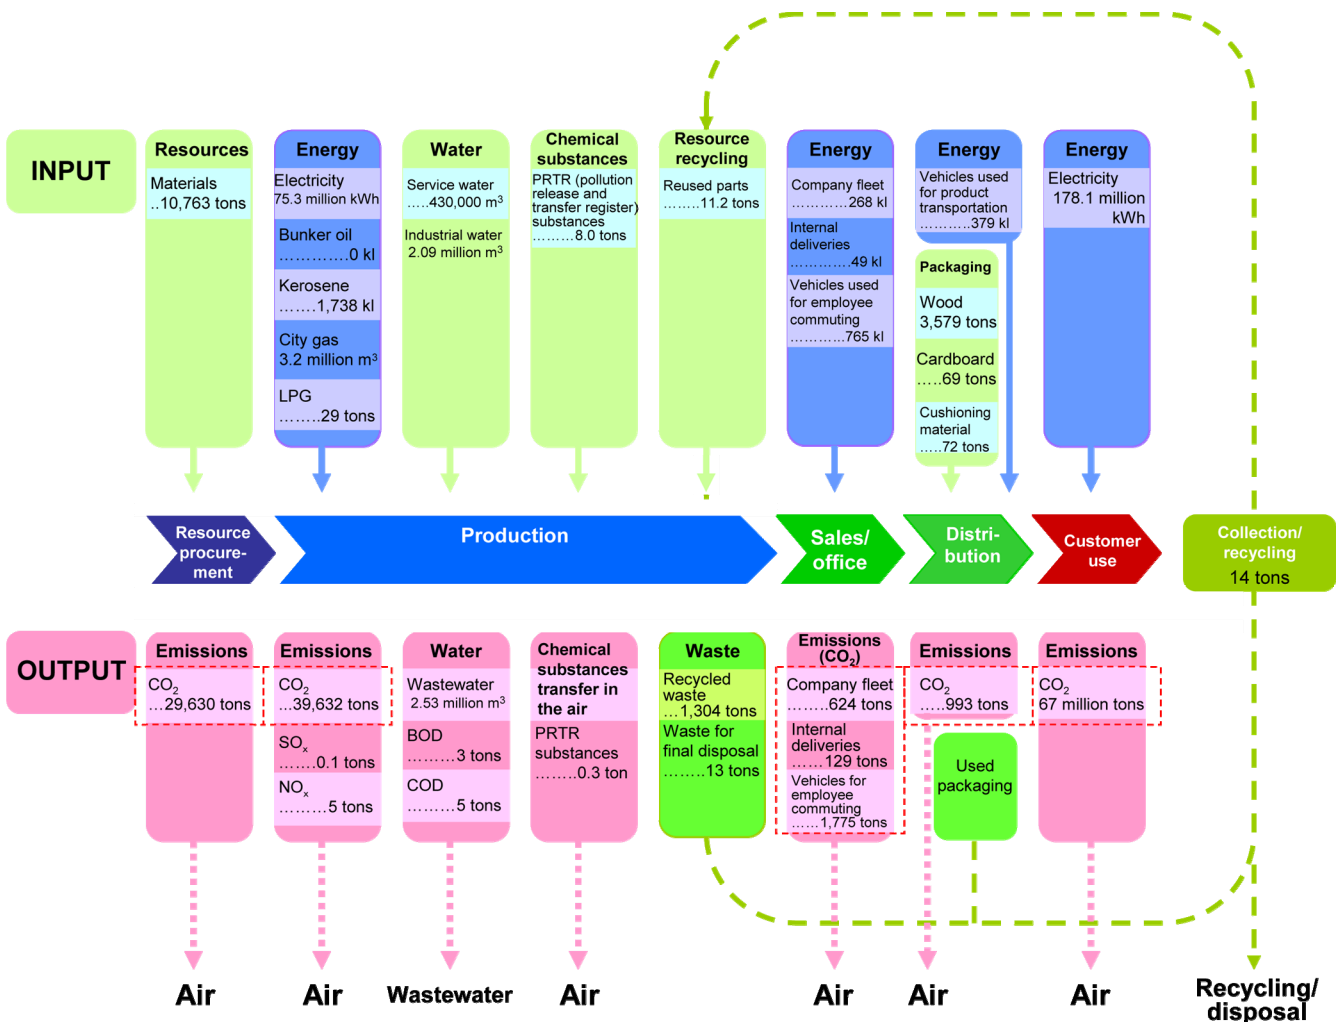 INPUT
Resources
Materials
..10,763 tons
Energy
Electricity
75.3 million kWh
Bunker oil
………….0 kl
Kerosene
…….1,738 kl
City gas
3.2 million m³
LPG
……..29 tons
Water
Service water
…..430,000 m³
Industrial water
2.09 million m³
Chemical
substances
PRTR (pollution
release and
transfer register)
substances
………8.0 tons
Resource
recycling
Reused parts
……..11.2 tons
Energy
Company fleet
…………268 kl
Internal
deliveries
………….49 kl
Vehicles used
for employee
commuting
………...765 kl
Energy
Vehicles used
for product
transportation
………..379 kl
Packaging
Wood
3,579 tons
Cardboard
…..69 tons
Cushioning
material
…..72 tons
Energy
Electricity
178.1 million
kWh
Resource
procure-
ment
Production
Sales/
office
Distri-
bution
Customer
use
Collection/
recycling
14 tons
OUTPUT
Emissions
CO₂
…29,630 tons
Emissions
CO₂
…39,632 tons
SOₓ
…….0.1 tons
NOₓ
………5 tons
Water
Wastewater
2.53 million m³
BOD
………3 tons
COD
………5 tons
Chemical
substances
transfer in
the air
PRTR
substances
……..0.3 ton
Waste
Recycled
waste
…1,304 tons
Waste for
final disposal
……..13 tons
Emissions
(CO₂)
Company fleet
……..624 tons
Internal
deliveries
……129 tons
Vehicles for
employee
commuting
……1,775 tons
Emissions
CO₂
…..993 tons
Used
packaging
Emissions
CO₂
67 million tons
Air
Air
Wastewater
Air
Air
Air
Air
Recycling/
disposal